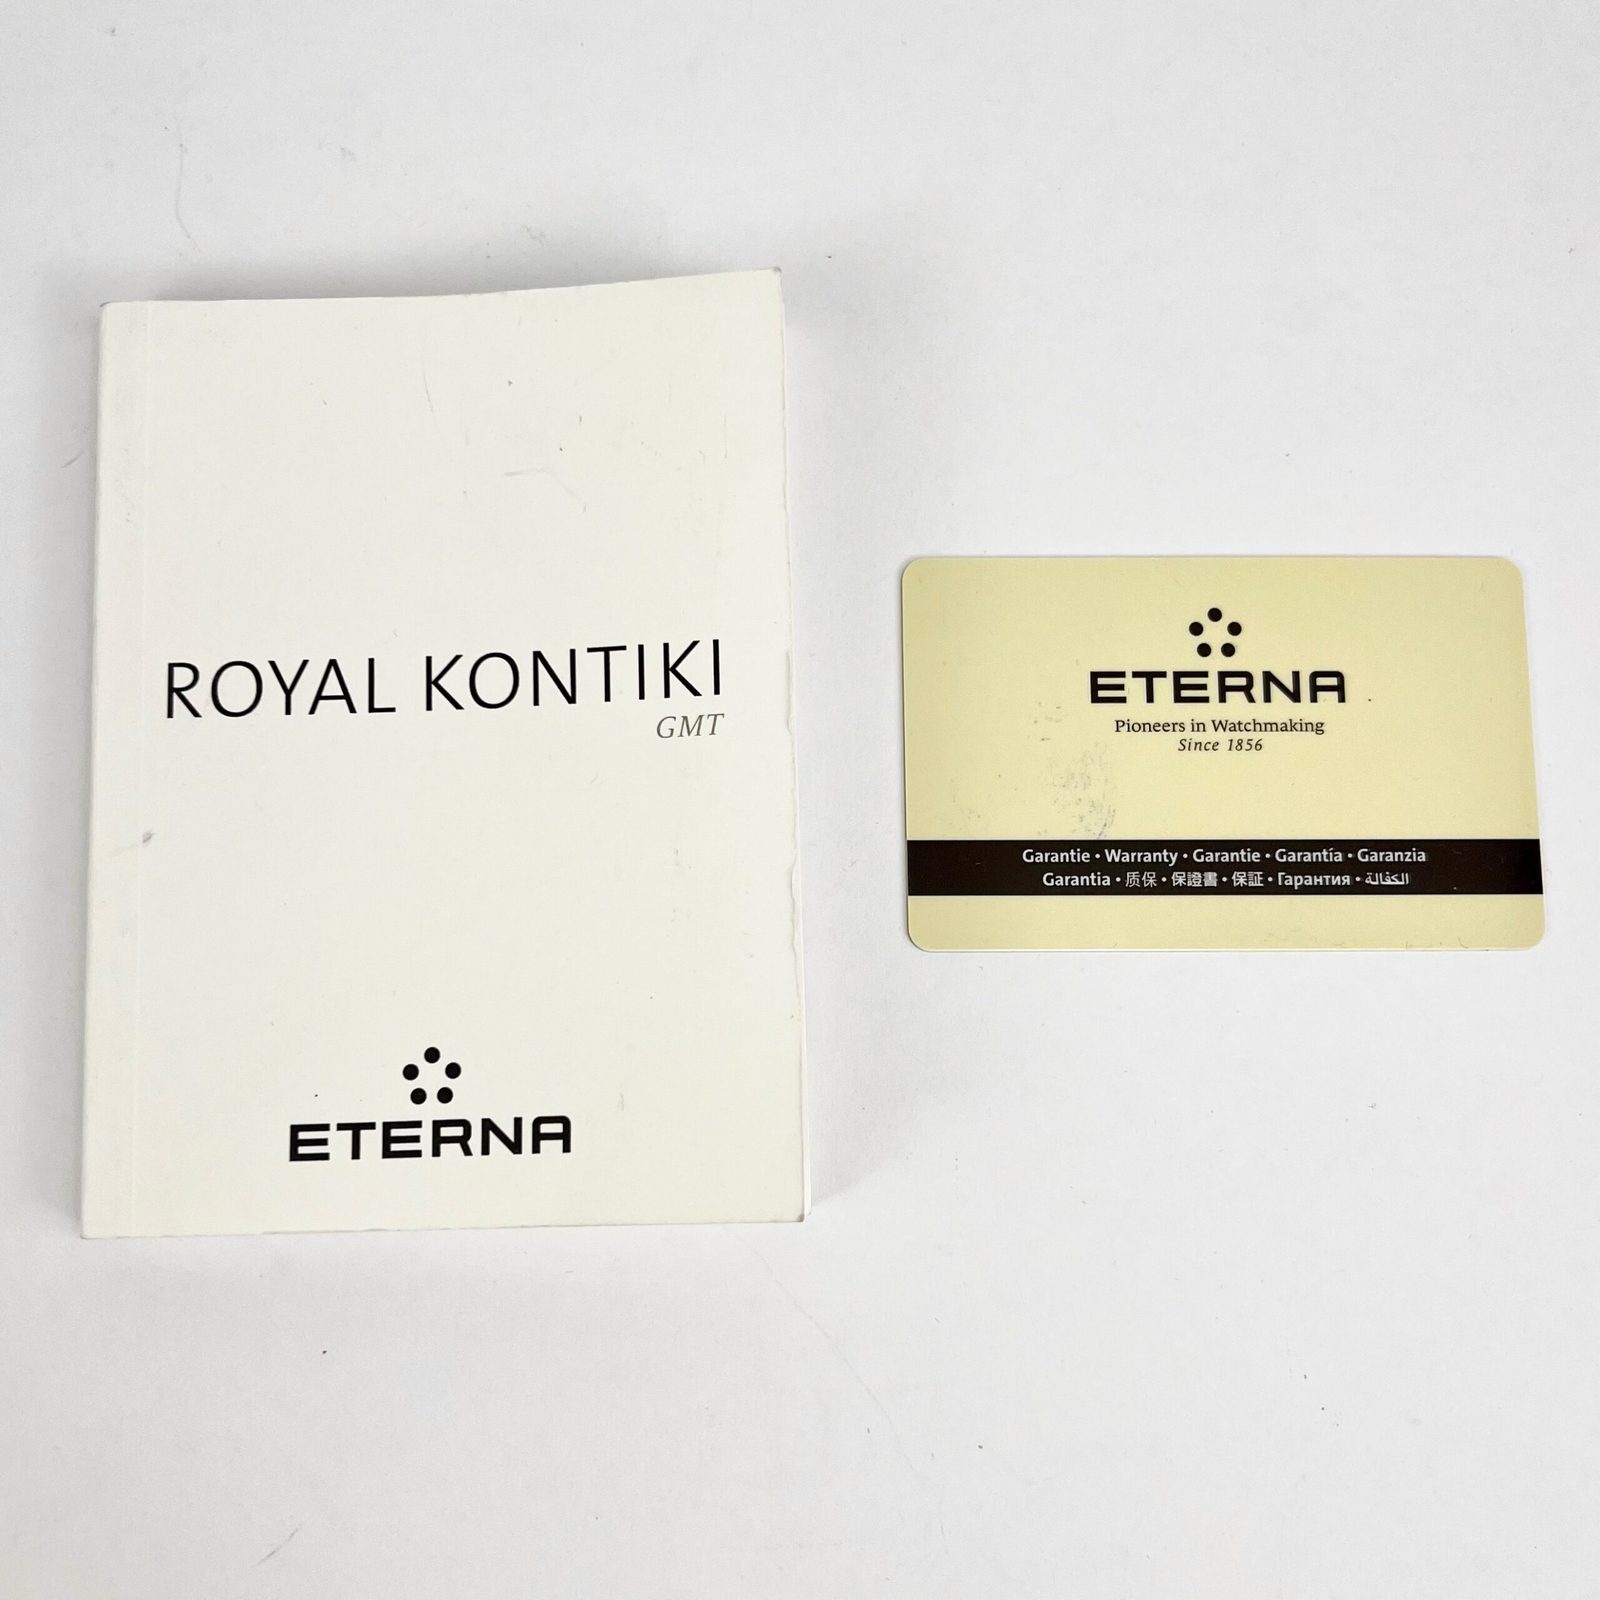 ROYAL KONTIKI
GMT
ETERNA
ETERNA
Pioneers in Watchmaking
Since 1856
Garantie • Warranty • Garantie • Garantía • Garanzia
Garantia • 质保 • 保證書 • 保証 • Гарантия • الكفالة